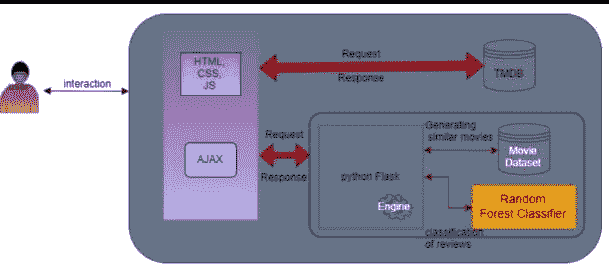 interaction
HTML,
CSS,
JS
Request
Response
TMDB
AJAX
Request
Response
python Flask
Engine
Generating
similar movies
Movie
Dataset
Random
Forest Classifier
classification
of reviews